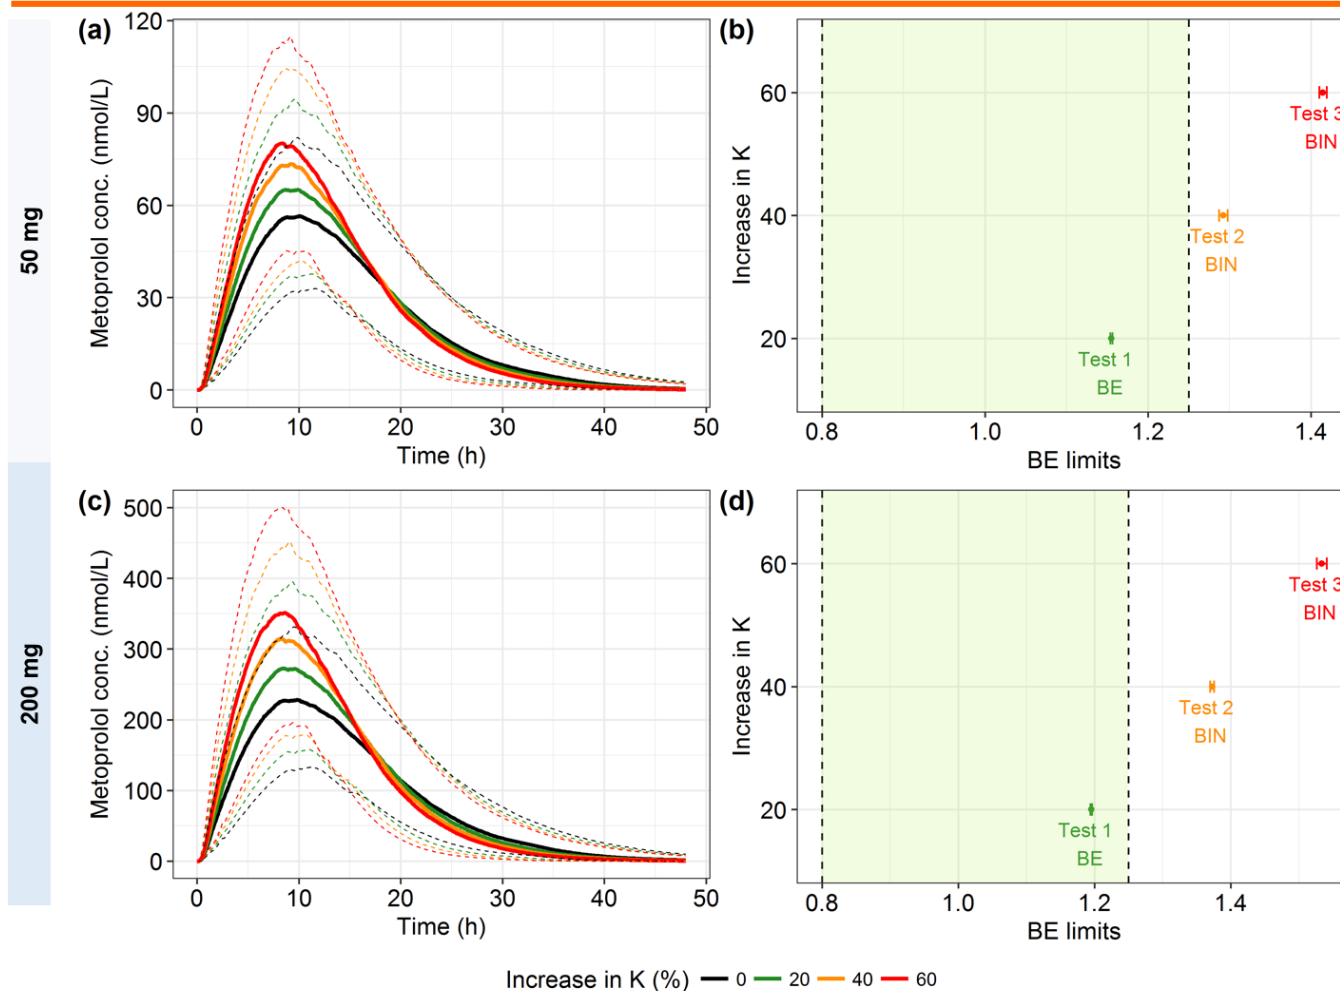 50 mg
(a)
Metoprolol conc. (nmol/L)
120
90
60
30
0
0 10 20 30 40 50
Time (h)
(b)
Increase in K
60
40
20
Test 3
BIN
Test 2
BIN
Test 1
BE
0.8 1.0 1.2 1.4
BE limits
200 mg
(c)
Metoprolol conc. (nmol/L)
500
400
300
200
100
0
0 10 20 30 40 50
Time (h)
(d)
Increase in K
60
40
20
Test 3
BIN
Test 2
BIN
Test 1
BE
0.8 1.0 1.2 1.4
BE limits
Increase in K (%) 0 20 40 60